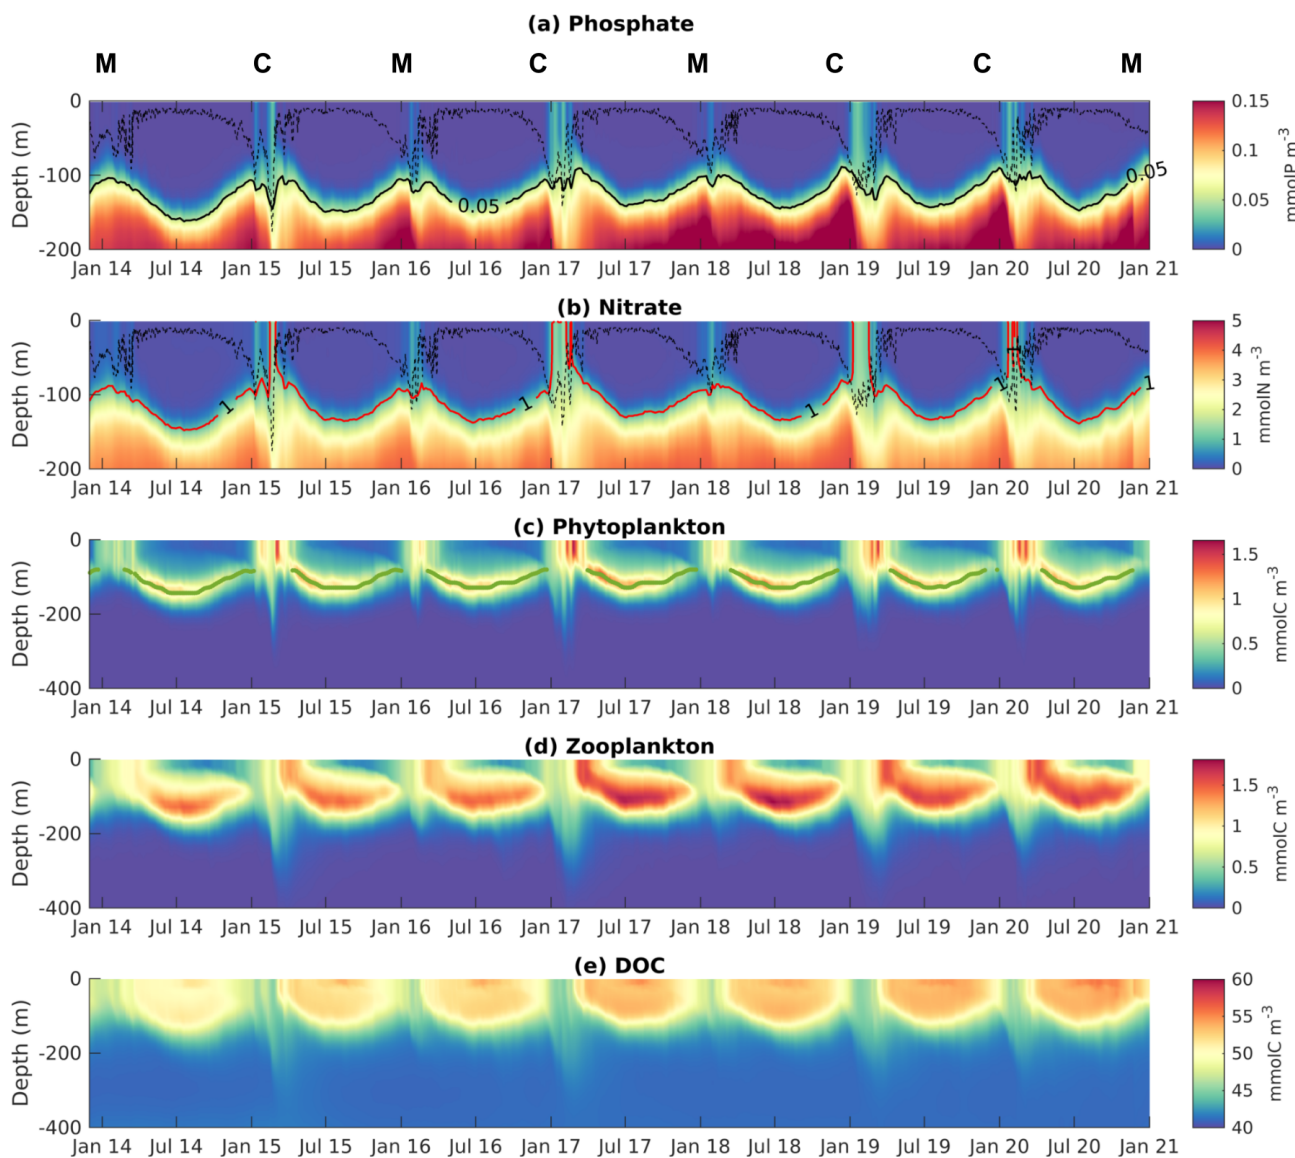 (a) Phosphate
M C M C M C C M
0
-100
-200
Depth (m)
0.05
0.05
Jan 14 Jul 14 Jan 15 Jul 15 Jan 16 Jul 16 Jan 17 Jul 17 Jan 18 Jul 18 Jan 19 Jul 19 Jan 20 Jul 20 Jan 21
0.15
0.1
0.05
0
mmolP m-3
(b) Nitrate
0
-100
-200
Depth (m)
1 1 1 1 1 1
Jan 14 Jul 14 Jan 15 Jul 15 Jan 16 Jul 16 Jan 17 Jul 17 Jan 18 Jul 18 Jan 19 Jul 19 Jan 20 Jul 20 Jan 21
5
4
3
2
1
0
mmolN m-3
(c) Phytoplankton
0
-200
-400
Depth (m)
Jan 14 Jul 14 Jan 15 Jul 15 Jan 16 Jul 16 Jan 17 Jul 17 Jan 18 Jul 18 Jan 19 Jul 19 Jan 20 Jul 20 Jan 21
1.5
1
0.5
0
mmolC m-3
(d) Zooplankton
0
-200
-400
Depth (m)
Jan 14 Jul 14 Jan 15 Jul 15 Jan 16 Jul 16 Jan 17 Jul 17 Jan 18 Jul 18 Jan 19 Jul 19 Jan 20 Jul 20 Jan 21
1.5
1
0.5
0
mmolC m-3
(e) DOC
0
-200
-400
Depth (m)
Jan 14 Jul 14 Jan 15 Jul 15 Jan 16 Jul 16 Jan 17 Jul 17 Jan 18 Jul 18 Jan 19 Jul 19 Jan 20 Jul 20 Jan 21
60
55
50
45
40
mmolC m-3